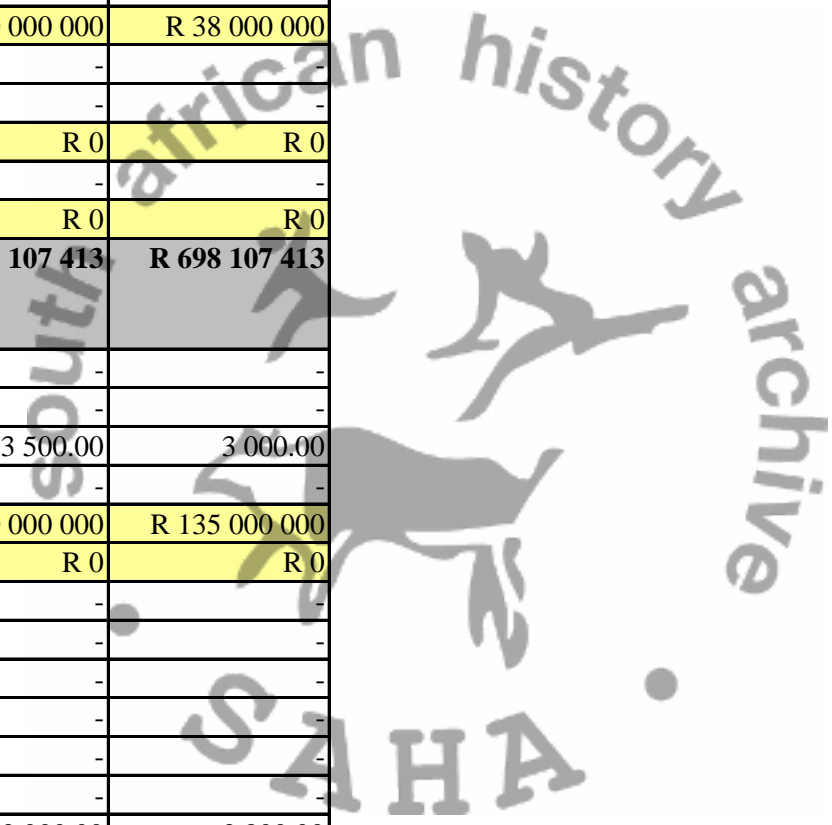 000 000 R 38 000 000
- -
- -
R 0 R 0
- -
R 0 R 0
107 413 R 698 107 413
- -
- -
3 500.00 3 000.00
- -
000 000 R 135 000 000
R 0 R 0
- -
- -
- -
- -
- -
- -
south african history archive
SAHA